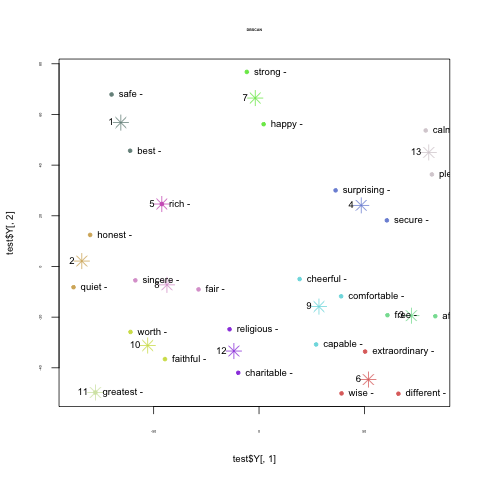 DBSCAN
strong -
safe -
7
1
happy -
calm
13
best -
ple
surprising -
5 rich -
4
secure -
honest -
2
sincere -
cheerful -
quiet -
8
fair -
comfortable -
9
free -
af
worth -
religious -
10
12
capable -
extraordinary -
faithful -
charitable -
6
11 greatest -
wise -
different -
test$Y[, 2]
test$Y[, 1]